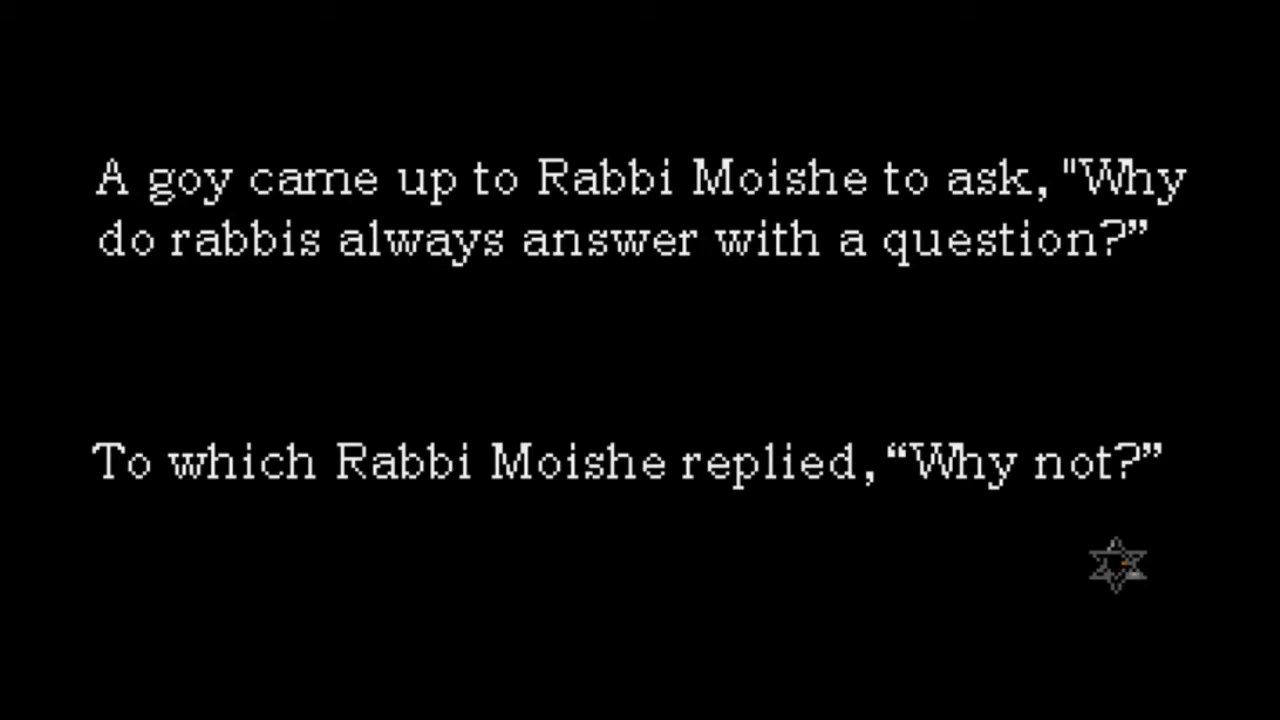 A goy came up to Rabbi Moishe to ask, "Why
do rabbis always answer with a question?”
To which Rabbi Moishe replied, “Why not?”